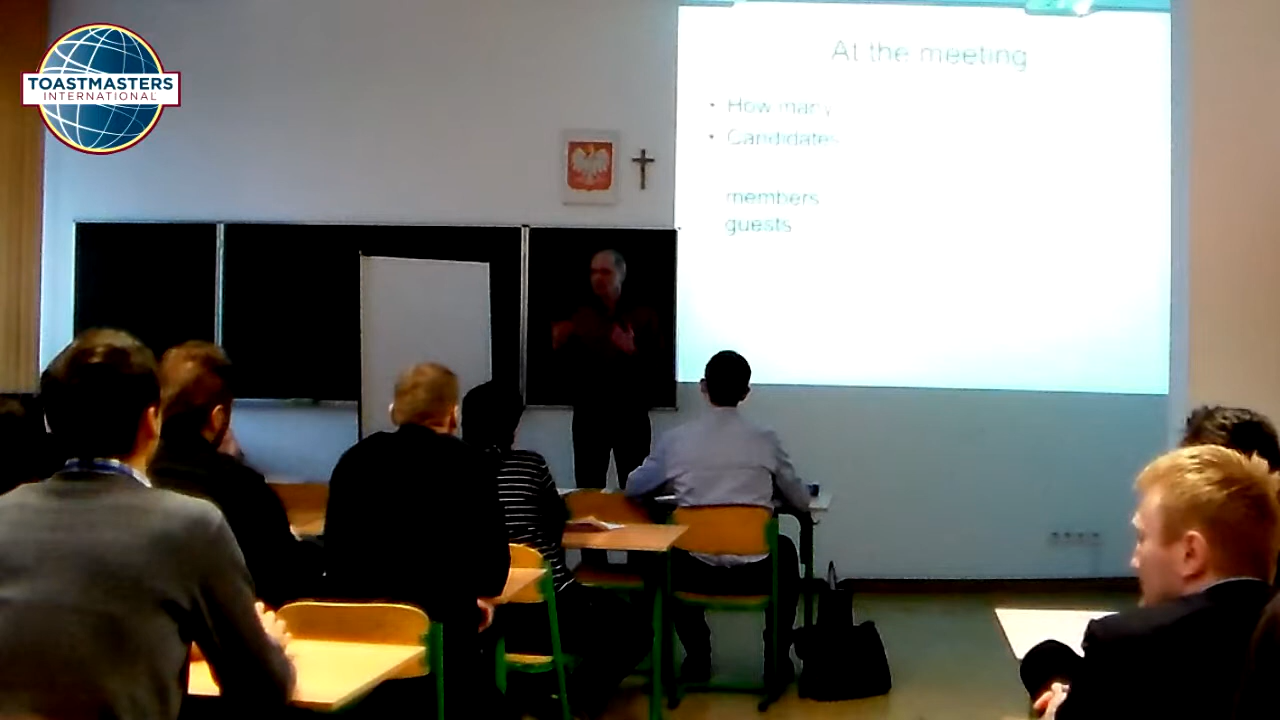 TOASTMASTERS
INTERNATIONAL
At the meeting
• How many
• Candidates
members
guests